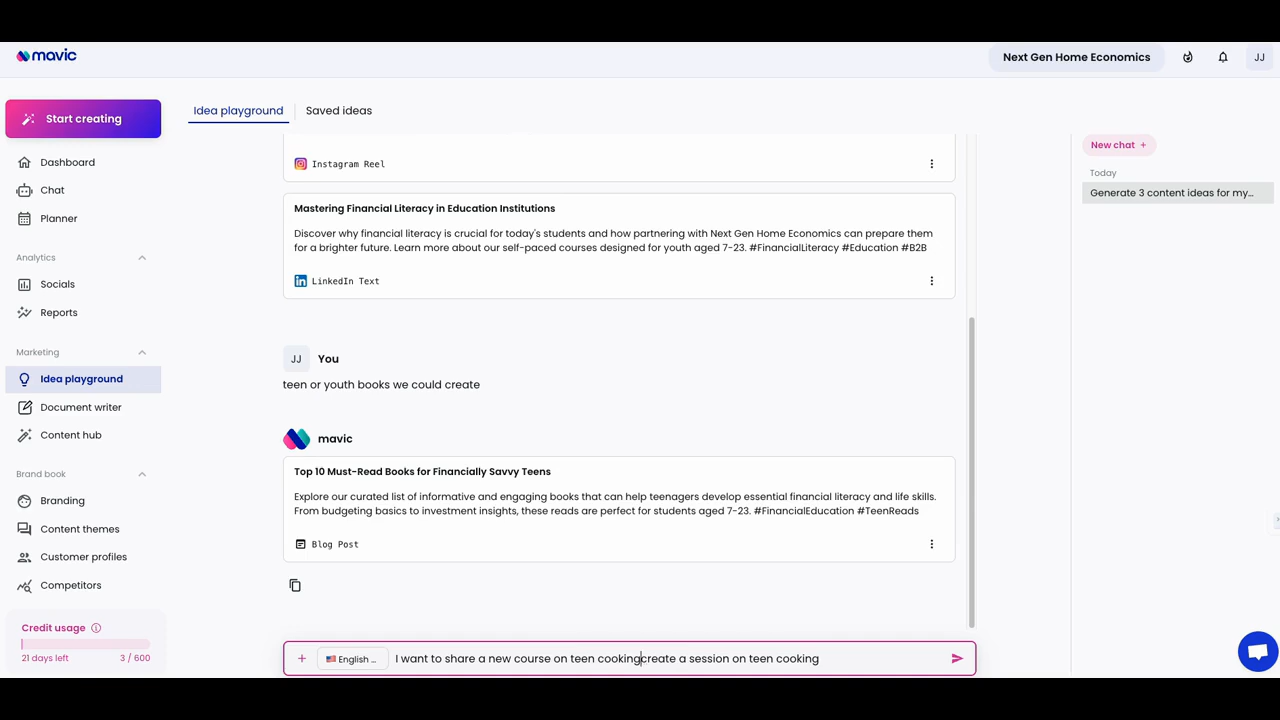 mavic
Next Gen Home Economics
JJ
Start creating
Idea playground
Saved ideas
Dashboard
Chat
Planner
Analytics
Socials
Reports
Marketing
Idea playground
Document writer
Content hub
Brand book
Branding
Content themes
Customer profiles
Competitors
Credit usage
21 days left
3 / 600
Instagram Reel
Mastering Financial Literacy in Education Institutions
Discover why financial literacy is crucial for today's students and how partnering with Next Gen Home Economics can prepare them
for a brighter future. Learn more about our self-paced courses designed for youth aged 7-23. #FinancialLiteracy #Education #B2B
LinkedIn Text
JJ
You
teen or youth books we could create
mavic
Top 10 Must-Read Books for Financially Savvy Teens
Explore our curated list of informative and engaging books that can help teenagers develop essential financial literacy and life skills.
From budgeting basics to investment insights, these reads are perfect for students aged 7-23. #FinancialEducation #TeenReads
Blog Post
+
English ...
I want to share a new course on teen cookingcreate a session on teen cooking
New chat +
Today
Generate 3 content ideas for my...